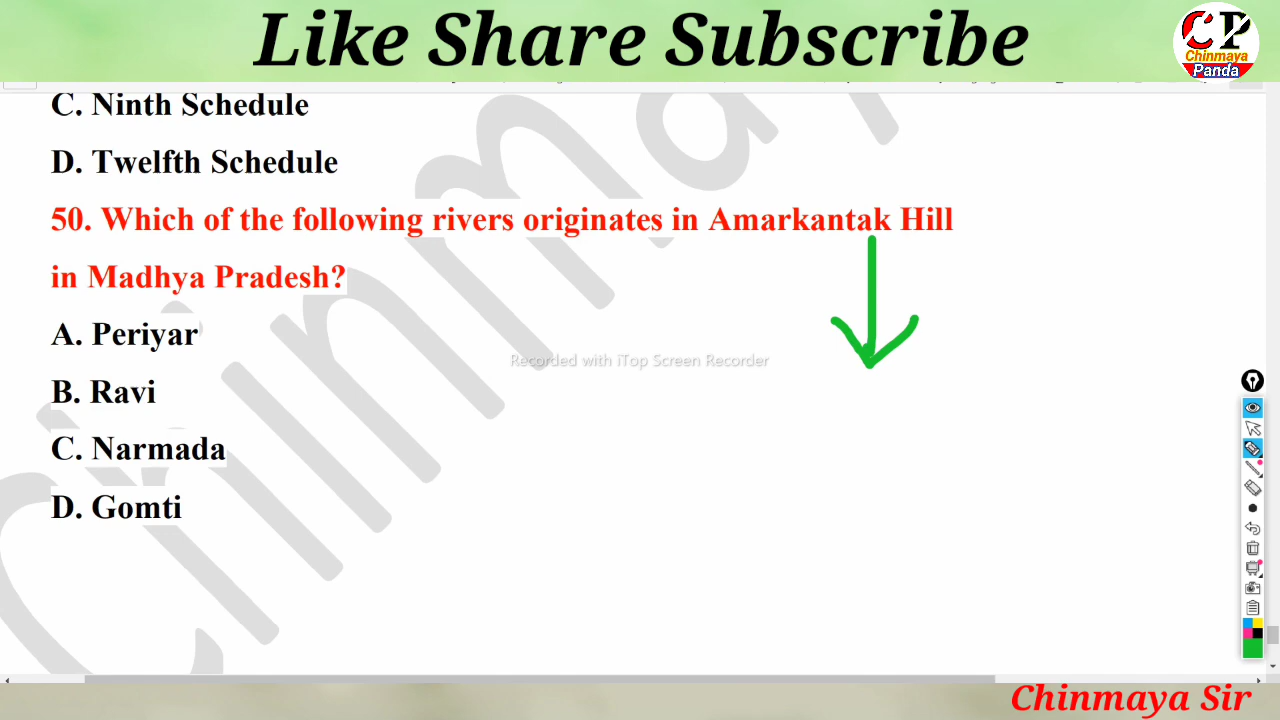 Like Share Subscribe
CP
Chinmaya
Panda
C. Ninth Schedule
D. Twelfth Schedule
50. Which of the following rivers originates in Amarkantak Hill
in Madhya Pradesh?
A. Periyar
Recorded with iTop Screen Recorder
B. Ravi
C. Narmada
D. Gomti
Chinmaya Sir